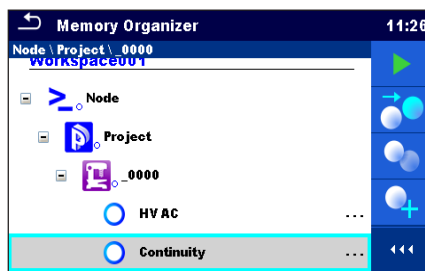 Memory Organizer 11:26
Node \ Project \ _0000
Workspace001
Node
Project
_0000
HV AC ...
Continuity ...